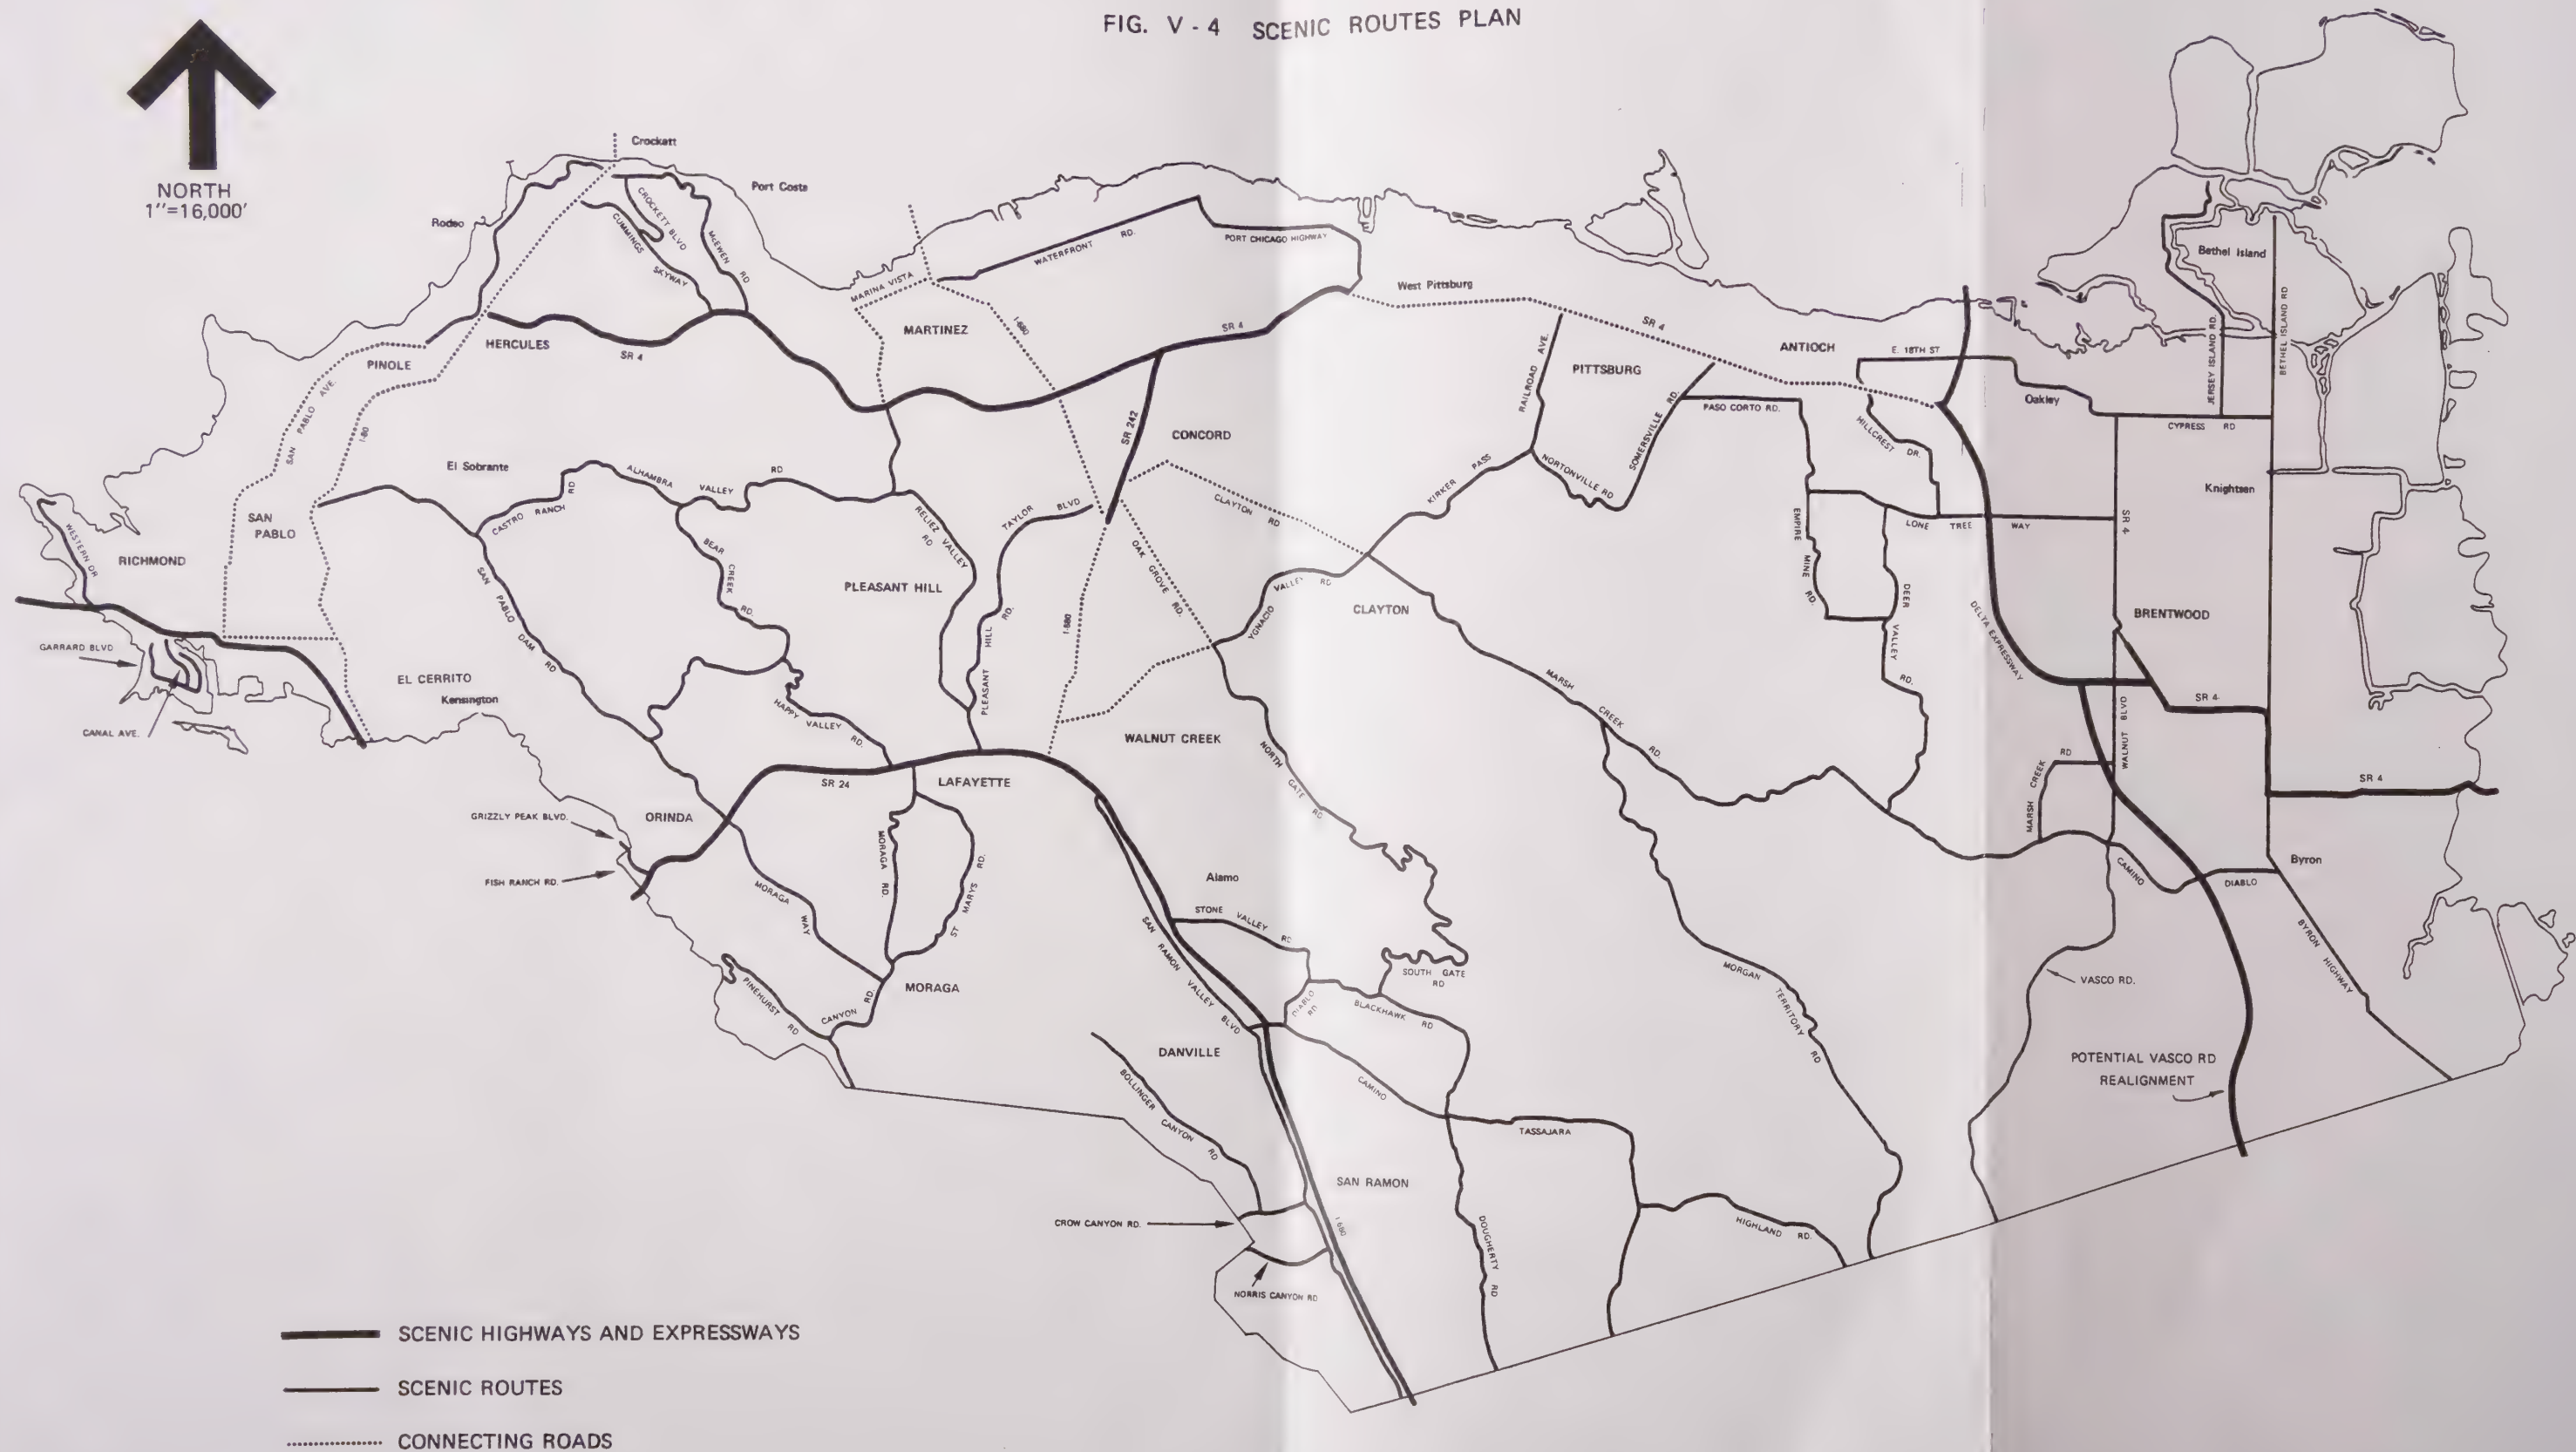 FIG. V - 4 SCENIC ROUTES PLAN
NORTH
1''=16,000'
Crockett
Port Costa
Rodeo
CROCKETT BLVD
CUMMINGS SKYWAY
McEWEN RD
WATERFRONT RD.
PORT CHICAGO HIGHWAY
MARINA VISTA
MARTINEZ
I-680
West Pittsburg
SR 4
SR 4
HERCULES
SR 4
PINOLE
SAN PABLO AVE.
I-80
SR 242
CONCORD
RAILROAD AVE.
PITTSBURG
ANTIOCH
E. 18TH ST
Bethel Island
BETHEL ISLAND RD
JERSEY ISLAND RD.
Oakley
CYPRESS RD
SOMERSVILLE RD.
PASO CORTO RD.
HILLCREST DR.
El Sobrante
ALHAMBRA VALLEY RD
CASTRO RANCH RD
KIRKER PASS
NORTONVILLE RD
Knightsen
SAN
PABLO
RICHMOND
WESTERN DR
BEAR CREEK RD.
RELIEZ VALLEY RD
TAYLOR BLVD
CLAYTON RD
OAK GROVE RD.
EMPIRE MINE RD.
LONE TREE WAY
SR 4
SAN PABLO DAM RD
PLEASANT HILL
PLEASANT HILL RD.
I-680
YGNACIO VALLEY RD
CLAYTON
DEER VALLEY RD.
DELTA EXPRESSWAY
BRENTWOOD
GARRARD BLVD
CANAL AVE.
EL CERRITO
Kensington
HAPPY VALLEY RD.
WALNUT CREEK
NORTH GATE RD
MARSH CREEK RD.
SR 4
WALNUT BLVD
MARSH CREEK RD
SR 4
SR 24
LAFAYETTE
ORINDA
GRIZZLY PEAK BLVD.
FISH RANCH RD.
MORAGA RD.
ST MARYS RD.
MORAGA WAY
Alamo
STONE VALLEY RD
SAN RAMON VALLEY BLVD
SOUTH GATE
RD
Byron
CAMINO DIABLO
BYRON HIGHWAY
VASCO RD.
MORGAN TERRITORY RD
PINEHURST RD
CANYON RD.
MORAGA
DIABLO RD
BLACKHAWK RD
DANVILLE
BOLLINGER CANYON RD
CAMINO TASSAJARA
POTENTIAL VASCO RD
REALIGNMENT
SAN RAMON
CROW CANYON RD.
I-680
NORRIS CANYON RD
DOUGHERTY RD
HIGHLAND RD.
SCENIC HIGHWAYS AND EXPRESSWAYS
SCENIC ROUTES
CONNECTING ROADS